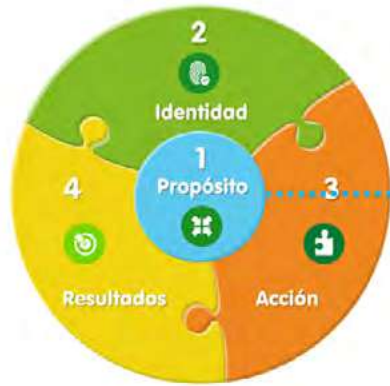 2
Identidad
1
Propósito
4
3
Resultados
Acción